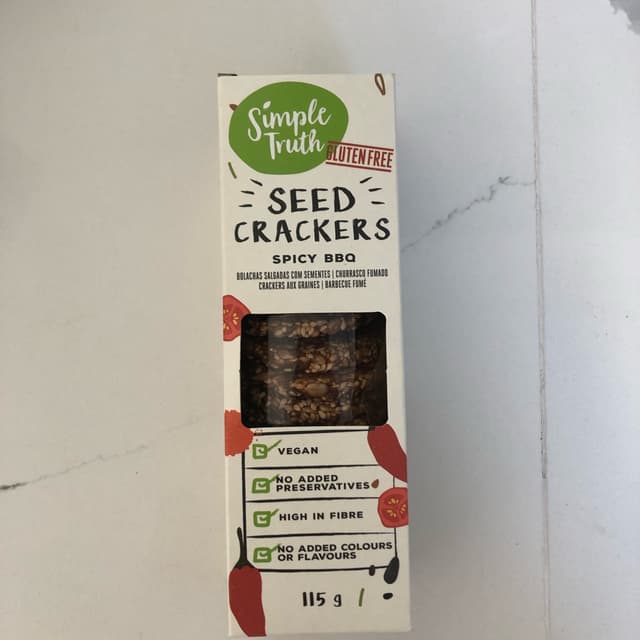 Simple
Truth
GLUTEN FREE
SEED
CRACKERS
SPICY BBQ
BOLACHAS SALGADAS COM SEMENTES | CHURRASCO FUMADO
CRACKERS AUX GRAINES | BARBECUE FUMÉ
VEGAN
NO ADDED
PRESERVATIVES
HIGH IN FIBRE
NO ADDED COLOURS
OR FLAVOURS
115 g